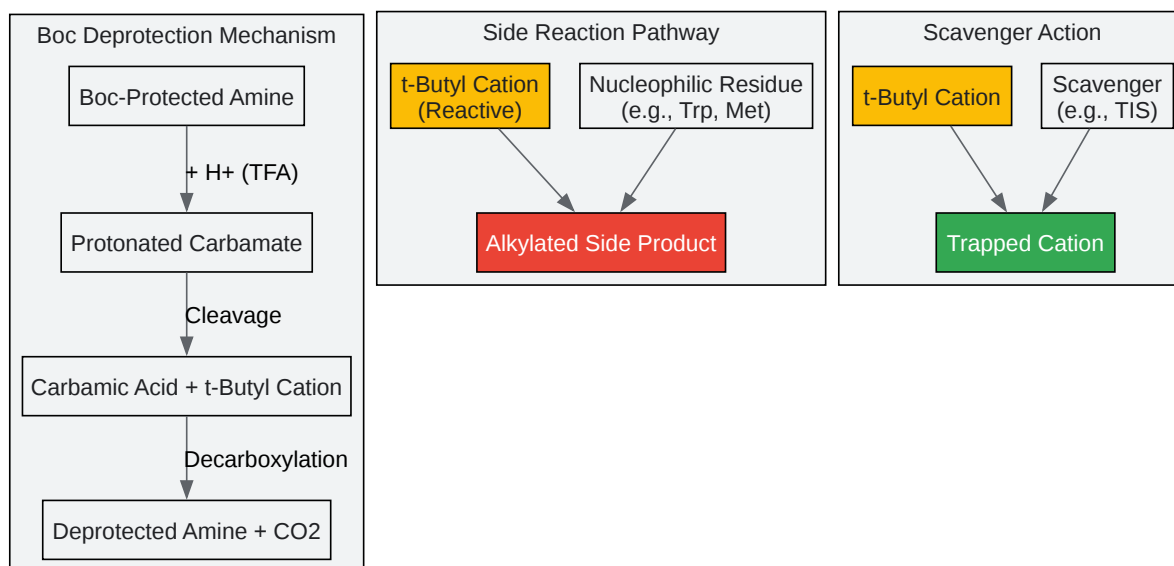 Boc Deprotection Mechanism
Boc-Protected Amine
+ H+ (TFA)
Protonated Carbamate
Cleavage
Carbamic Acid + t-Butyl Cation
Decarboxylation
Deprotected Amine + CO2
Side Reaction Pathway
t-Butyl Cation
(Reactive)
Nucleophilic Residue
(e.g., Trp, Met)
Alkylated Side Product
Scavenger Action
t-Butyl Cation
Scavenger
(e.g., TIS)
Trapped Cation